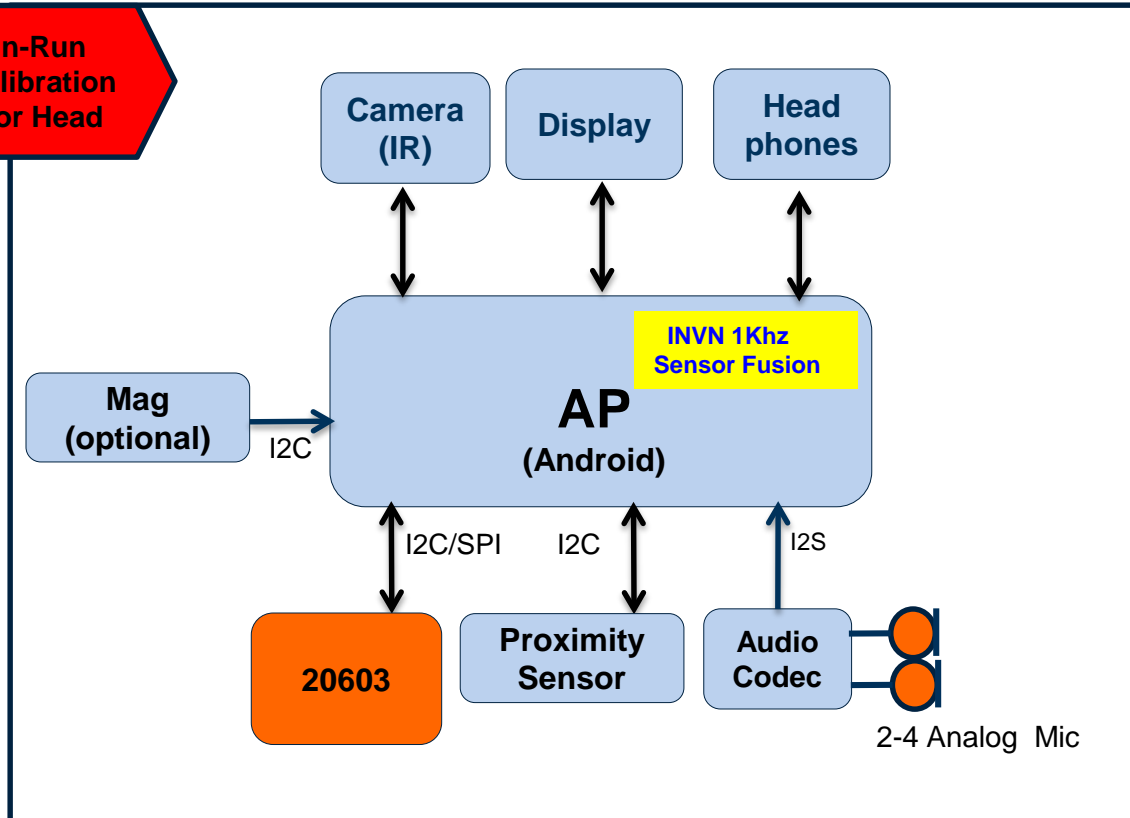 n-Run
libration
or Head
Camera
(IR)
Display
Head
phones
INVN 1Khz
Sensor Fusion
AP
(Android)
Mag
(optional)
I2C
I2C/SPI
I2C
I2S
20603
Proximity
Sensor
Audio
Codec
2-4 Analog Mic